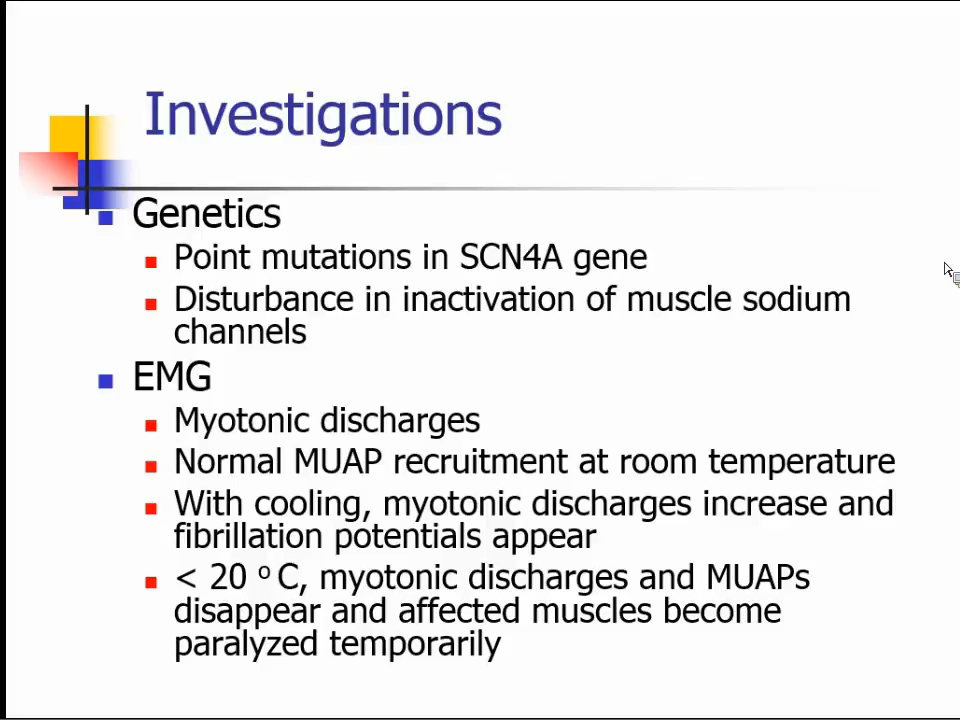 Investigations
Genetics
Point mutations in SCN4A gene
Disturbance in inactivation of muscle sodium
channels
EMG
Myotonic discharges
Normal MUAP recruitment at room temperature
With cooling, myotonic discharges increase and
fibrillation potentials appear
< 20 º C, myotonic discharges and MUAPs
disappear and affected muscles become
paralyzed temporarily